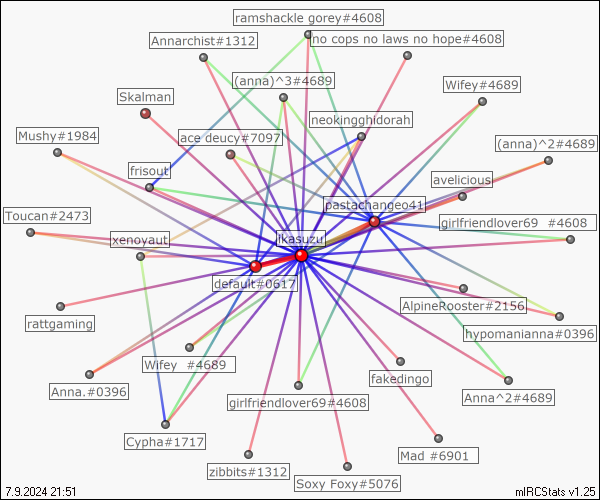 ramshackle gorey#4608
Annarchist#1312
no cops no laws no hope#4608
(anna)^3#4689
Wifey#4689
Skalman
neokingghidorah
Mushy#1984
ace deucy#7097
(anna)^2#4689
frisout
avelicious
pastachangeo41
Toucan#2473
girlfriendlover69 #4608
xenoyaut
ikasuzu
default#0617
AlpineRooster#2156
rattgaming
hypomanianna#0396
Wifey #4689
fakedingo
Anna.#0396
girlfriendlover69#4608
Anna^2#4689
Cypha#1717
Mad #6901
zibbits#1312
Soxy Foxy#5076
7.9.2024 21:51
mIRCStats v1.25